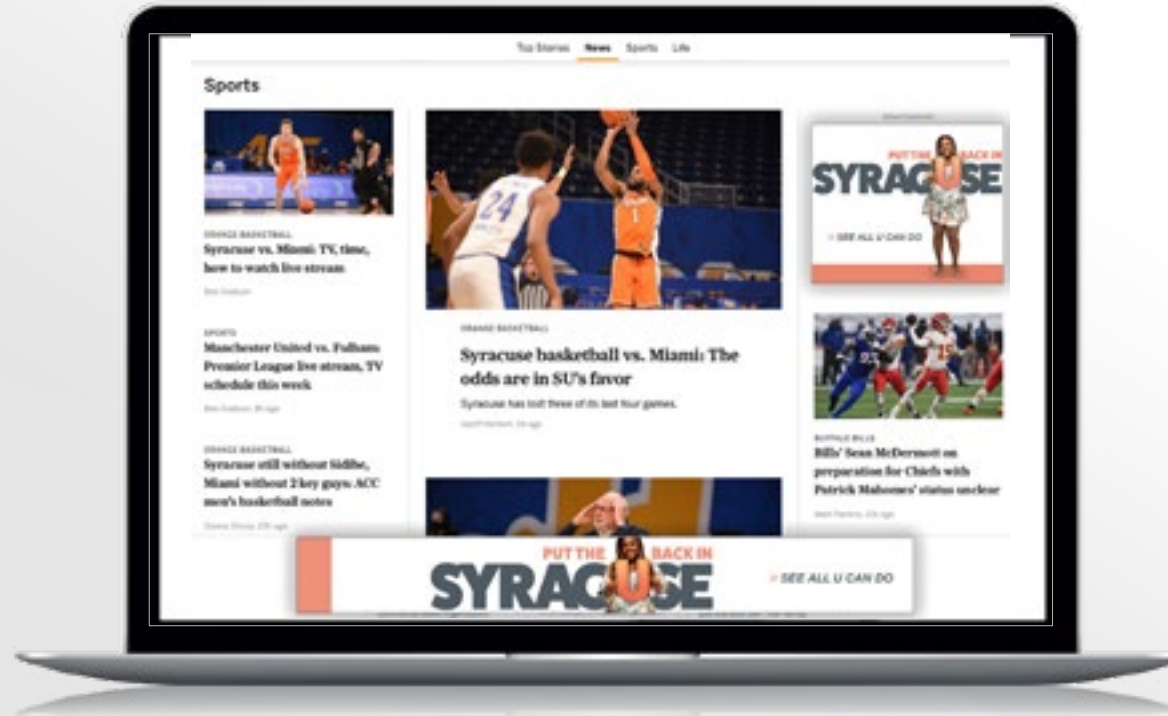 Top Stories News Sports Life
Sports
ORANGE BASKETBALL
Syracuse vs. Miami: TV, time,
how to watch live stream
SPORTS
Manchester United vs. Fulham:
Premier League live stream, TV
schedule this week
ORANGE BASKETBALL
Syracuse still without Sidibe,
Miami without 2 key guys: ACC
men's basketball notes
24
1
ORANGE BASKETBALL
Syracuse basketball vs. Miami: The
odds are in SU's favor
Syracuse has lost three of its last four games.
Advertisement
PUT THE U BACK IN
SYRACUSE
> SEE ALL U CAN DO
15
BUFFALO BILLS
Bills' Sean McDermott on
preparation for Chiefs with
Patrick Mahomes' status unclear
PUT THE U BACK IN
SYRACUSE
> SEE ALL U CAN DO